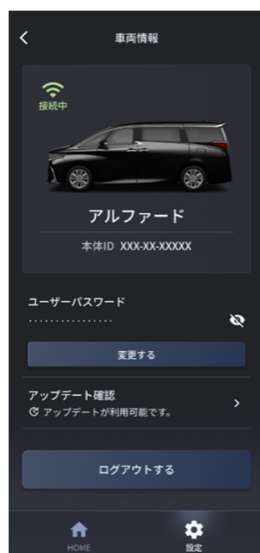 車両情報
接続中
アルファード
本体ID XXX-XX-XXXXX
ユーザーパスワード
················
変更する
アップデート確認
アップデートが利用可能です。
ログアウトする
HOME
設定